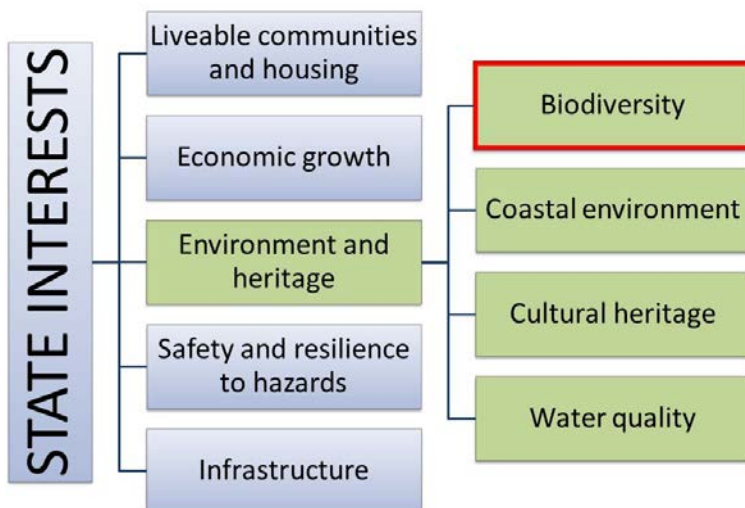 STATE INTERESTS
Liveable communities
and housing
Economic growth
Environment and
heritage
Safety and resilience
to hazards
Infrastructure
Biodiversity
Coastal environment
Cultural heritage
Water quality